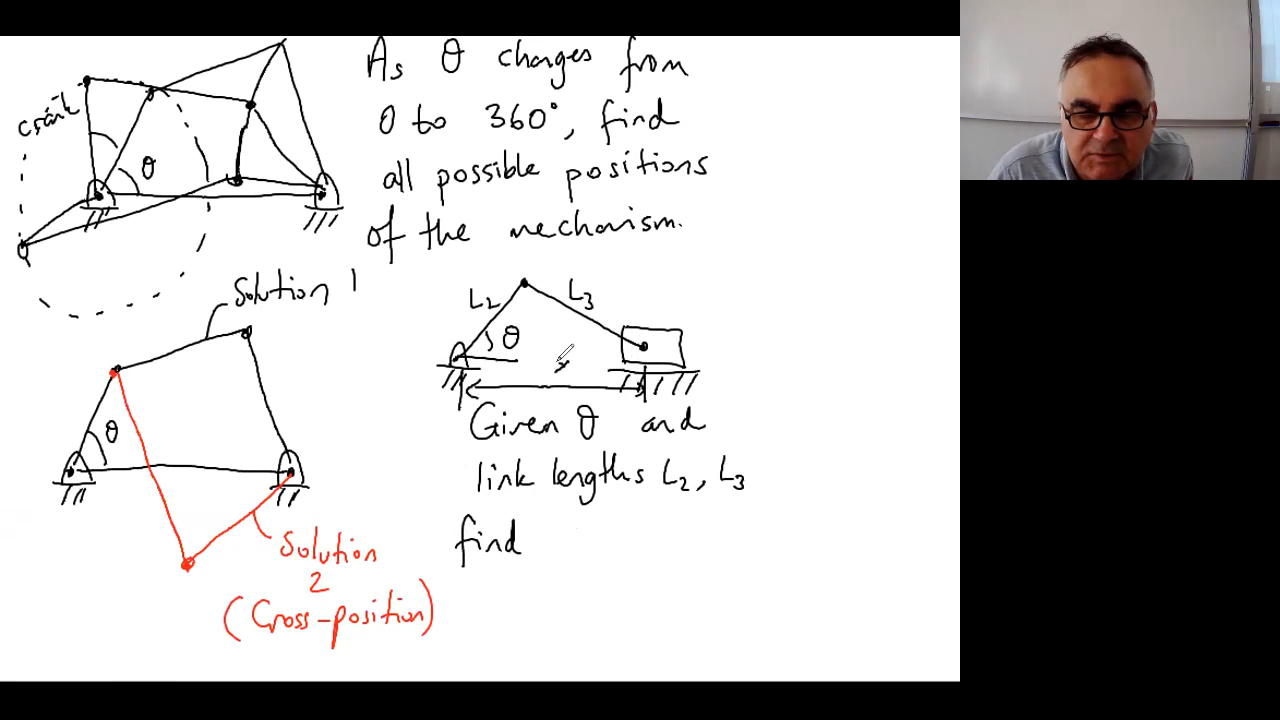 As θ changes from
0 to 360°, find
all possible positions
of the mechanism.
crank
θ
Solution 1
θ
Solution
2
(Cross-position)
L₂
L₃
θ
x
Given θ and
link lengths L₂, L₃
find